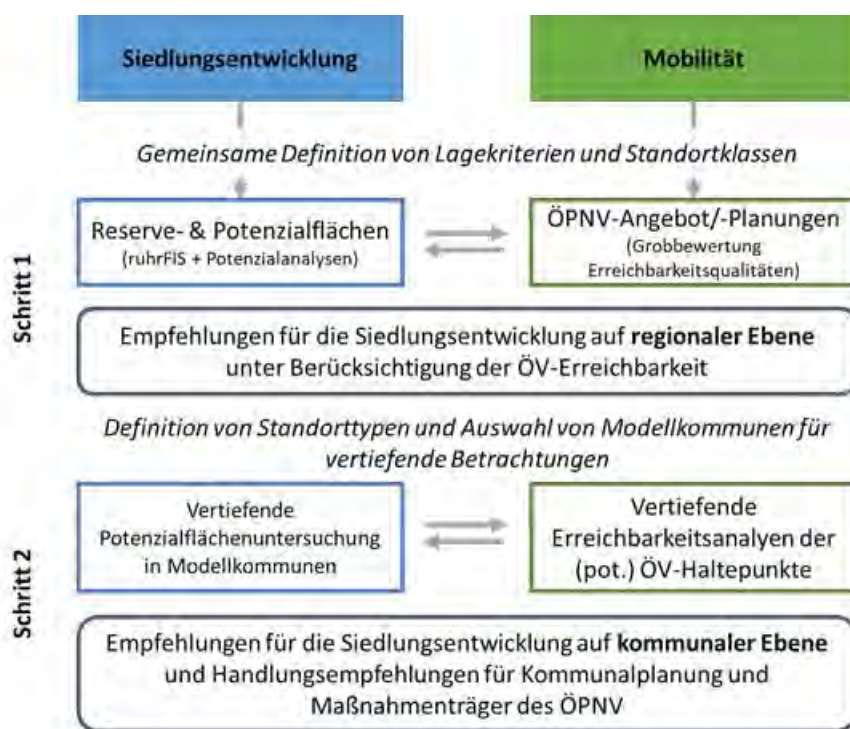 Siedlungsentwicklung
Mobilität
Gemeinsame Definition von Lagekriterien und Standortklassen
Schritt 1
Reserve- & Potenzialflächen
(ruhrFIS + Potenzialanalysen)
ÖPNV-Angebot/-Planungen
(Grobbewertung
Erreichbarkeitsqualitäten)
Empfehlungen für die Siedlungsentwicklung auf regionaler Ebene
unter Berücksichtigung der ÖV-Erreichbarkeit
Definition von Standorttypen und Auswahl von Modellkommunen für
vertiefende Betrachtungen
Schritt 2
Vertiefende
Potenzialflächenuntersuchung
in Modellkommunen
Vertiefende
Erreichbarkeitsanalyen der
(pot.) ÖV-Haltepunkte
Empfehlungen für die Siedlungsentwicklung auf kommunaler Ebene
und Handlungsempfehlungen für Kommunalplanung und
Maßnahmenträger des ÖPNV